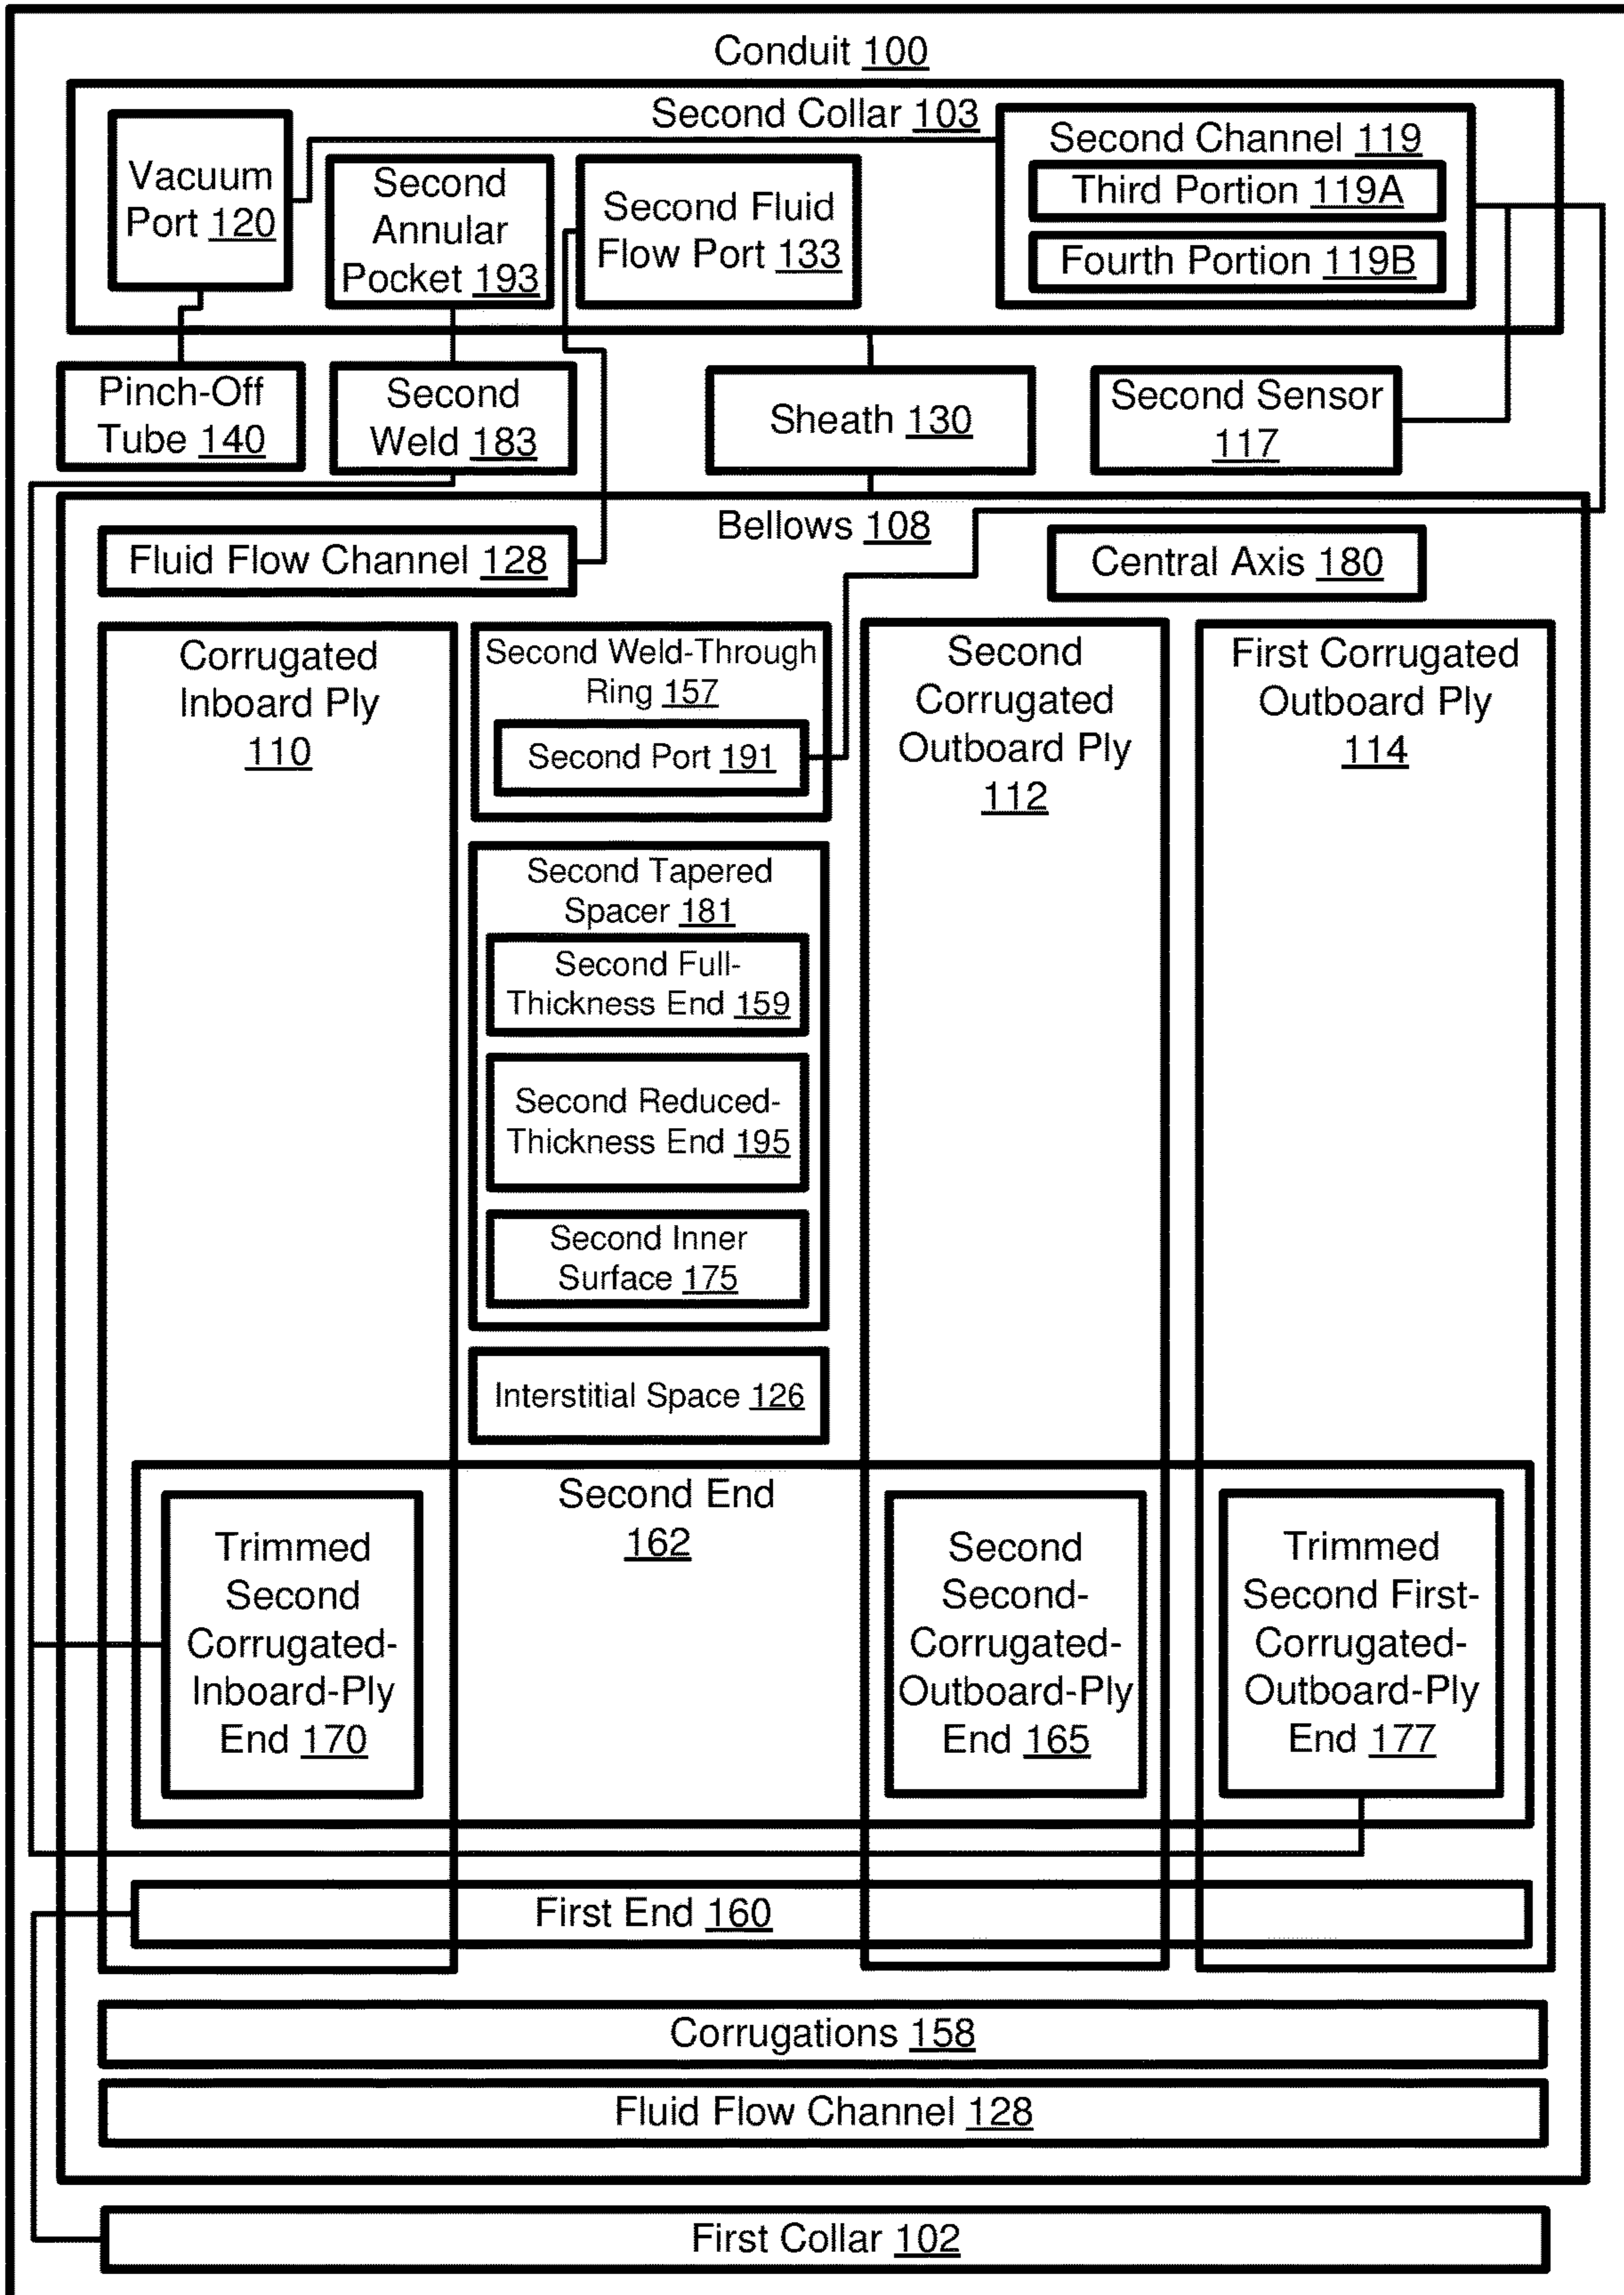 Conduit 100
Second Collar 103
Vacuum
Port 120
Second
Annular
Pocket 193
Second Fluid
Flow Port 133
Second Channel 119
Third Portion 119A
Fourth Portion 119B
Pinch-Off
Tube 140
Second
Weld 183
Sheath 130
Second Sensor
117
Bellows 108
Fluid Flow Channel 128
Central Axis 180
Corrugated
Inboard Ply
110
Second Weld-Through
Ring 157
Second Port 191
Second
Corrugated
Outboard Ply
112
First Corrugated
Outboard Ply
114
Second Tapered
Spacer 181
Second Full-
Thickness End 159
Second Reduced-
Thickness End 195
Second Inner
Surface 175
Interstitial Space 126
Second End
162
Trimmed
Second
Corrugated-
Inboard-Ply
End 170
Second
Second-
Corrugated-
Outboard-Ply
End 165
Trimmed
Second First-
Corrugated-
Outboard-Ply
End 177
First End 160
Corrugations 158
Fluid Flow Channel 128
First Collar 102